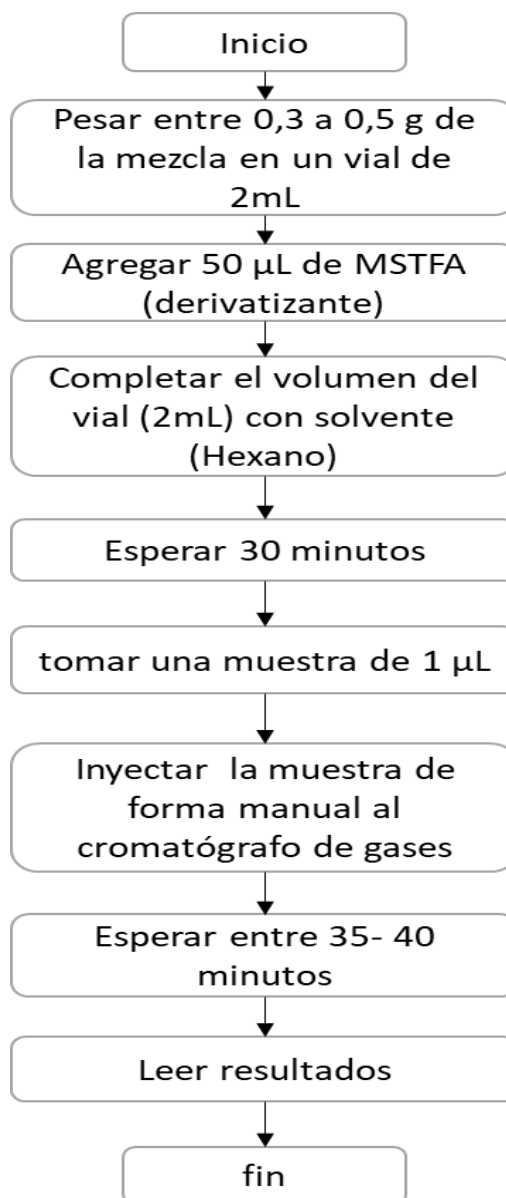 Inicio
Pesar entre 0,3 a 0,5 g de
la mezcla en un vial de
2mL
Agregar 50 µL de MSTFA
(derivatizante)
Completar el volumen del
vial (2mL) con solvente
(Hexano)
Esperar 30 minutos
tomar una muestra de 1 µL
Inyectar la muestra de
forma manual al
cromatógrafo de gases
Esperar entre 35- 40
minutos
Leer resultados
fin